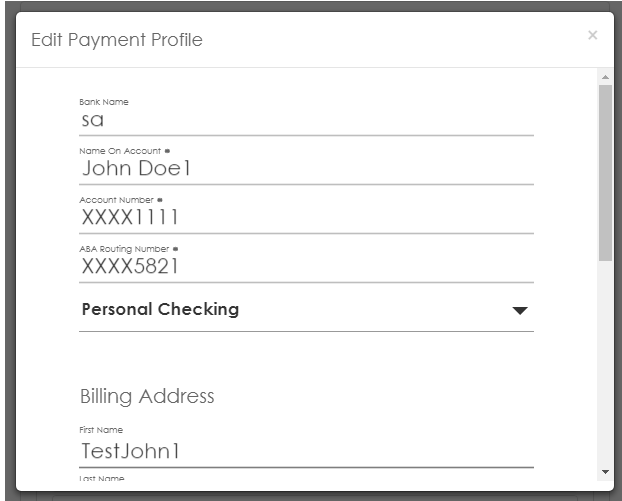 Edit Payment Profile
×
Bank Name
sa
Name On Account *
John Doe1
Account Number *
XXXX1111
ABA Routing Number *
XXXX5821
Personal Checking
Billing Address
First Name
TestJohn1
Last Name